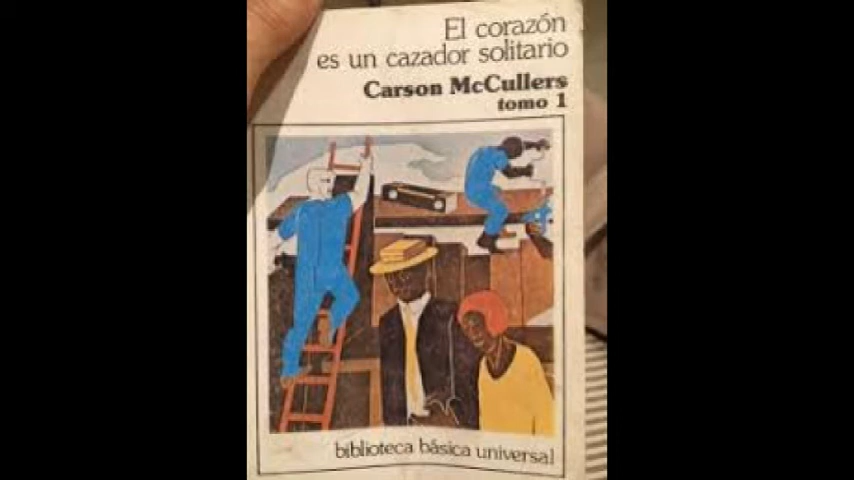 El corazón
es un cazador solitario
Carson McCullers
tomo 1
biblioteca básica universal